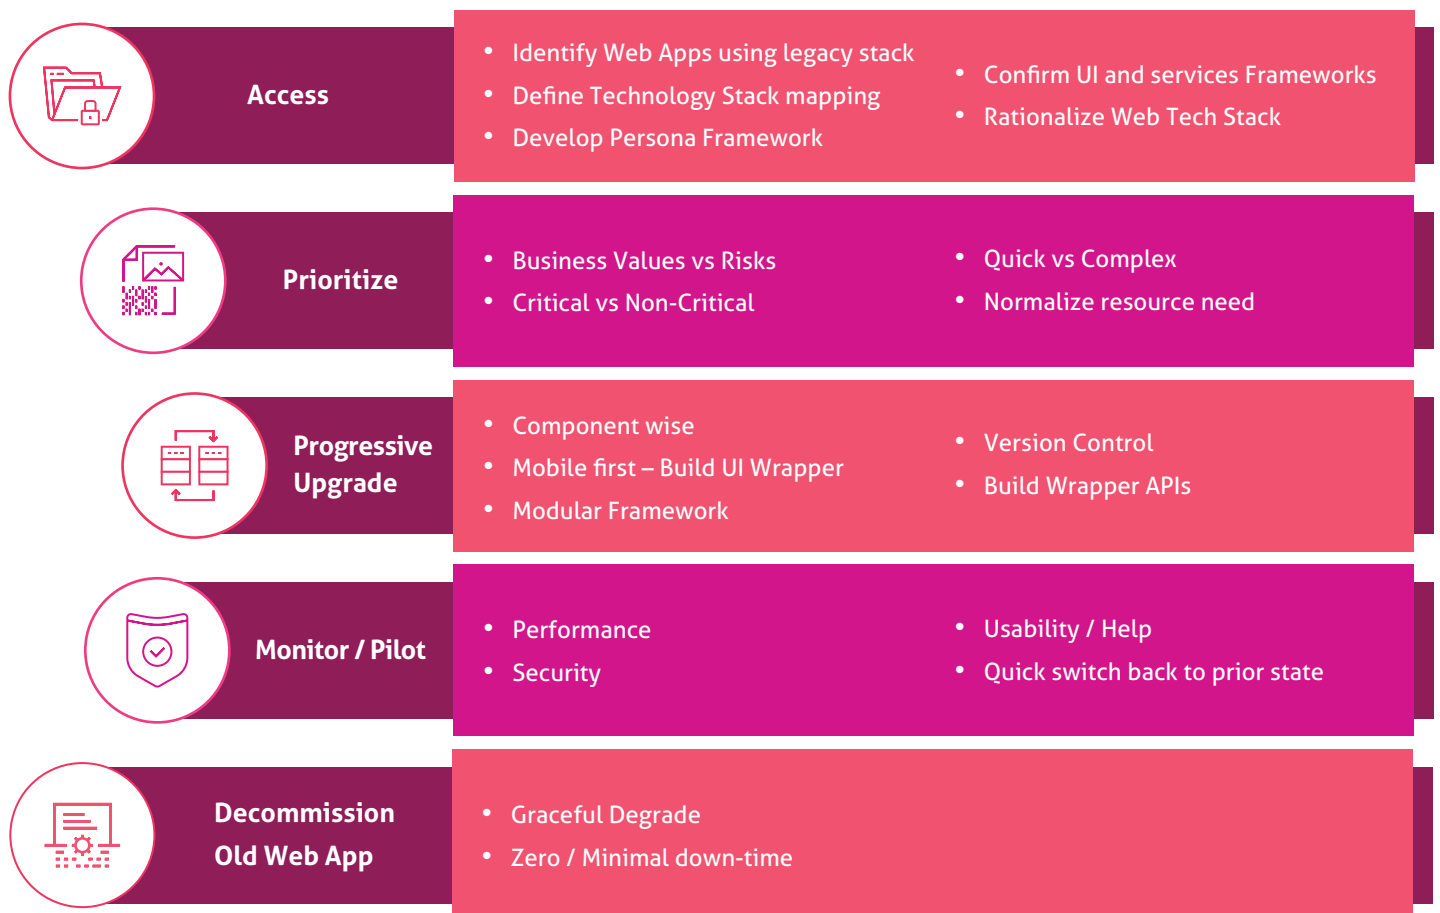 Access
• Identify Web Apps using legacy stack
• Define Technology Stack mapping
• Develop Persona Framework
• Confirm UI and services Frameworks
• Rationalize Web Tech Stack
Prioritize
• Business Values vs Risks
• Critical vs Non-Critical
• Quick vs Complex
• Normalize resource need
Progressive
Upgrade
• Component wise
• Mobile first – Build UI Wrapper
• Modular Framework
• Version Control
• Build Wrapper APIs
Monitor / Pilot
• Performance
• Security
• Usability / Help
• Quick switch back to prior state
Decommission
Old Web App
• Graceful Degrade
• Zero / Minimal down-time